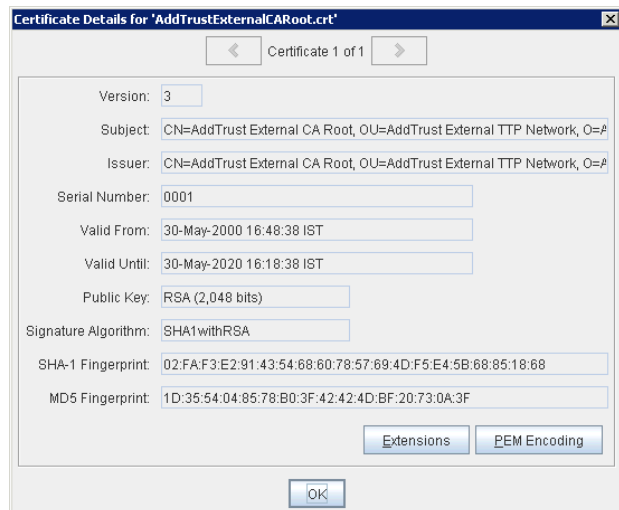 Certificate Details for 'AddTrustExternalCARoot.crt'
Certificate 1 of 1
Version: 3
Subject: CN=AddTrust External CA Root, OU=AddTrust External TTP Network, O=A
Issuer: CN=AddTrust External CA Root, OU=AddTrust External TTP Network, O=A
Serial Number: 0001
Valid From: 30-May-2000 16:48:38 IST
Valid Until: 30-May-2020 16:18:38 IST
Public Key: RSA (2,048 bits)
Signature Algorithm: SHA1withRSA
SHA-1 Fingerprint: 02:FA:F3:E2:91:43:54:68:60:78:57:69:4D:F5:E4:5B:68:85:18:68
MD5 Fingerprint: 1D:35:54:04:85:78:B0:3F:42:42:4D:BF:20:73:0A:3F
Extensions PEM Encoding
OK